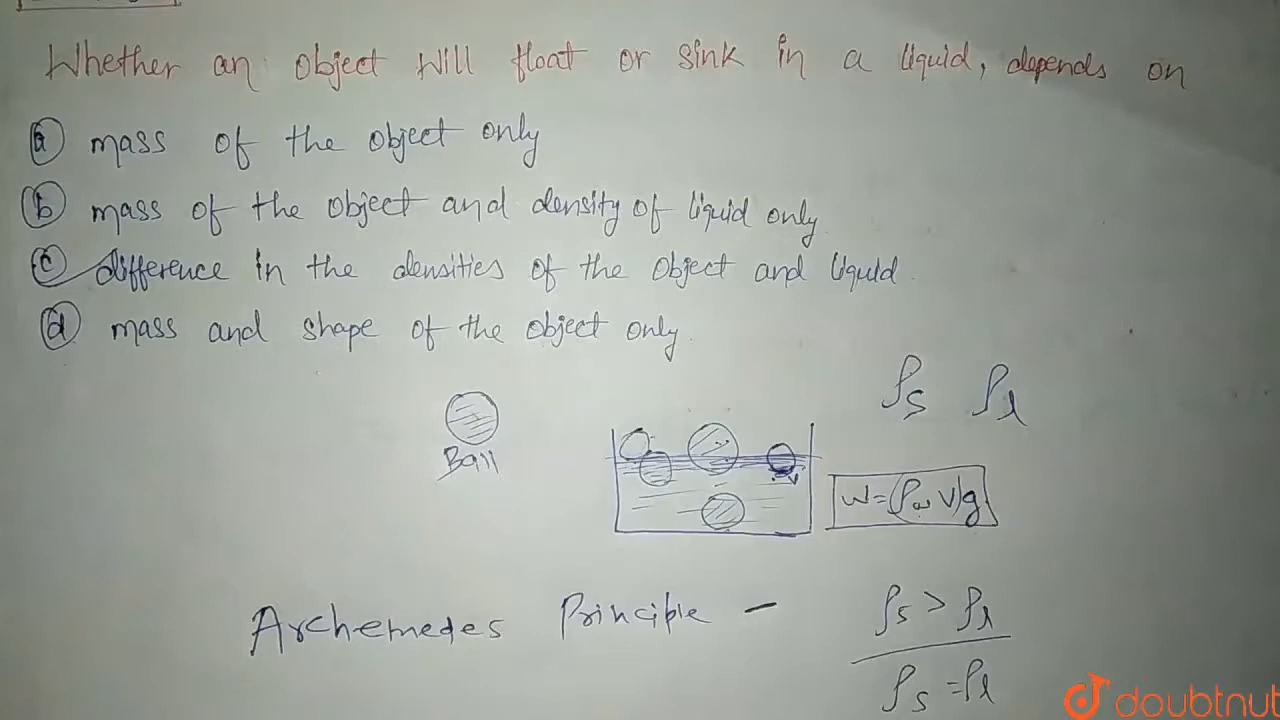 Whether an object will float or sink in a liquid, depends on
(a) mass of the object only
(b) mass of the object and density of liquid only.
(c) difference in the densities of the object and liquid.
(d) mass and shape of the object only.
ρs ρl
Ball
v
W=(ρw V)g
Archemedes Principle -
ρs > ρl
ρs = ρl
doubtnut